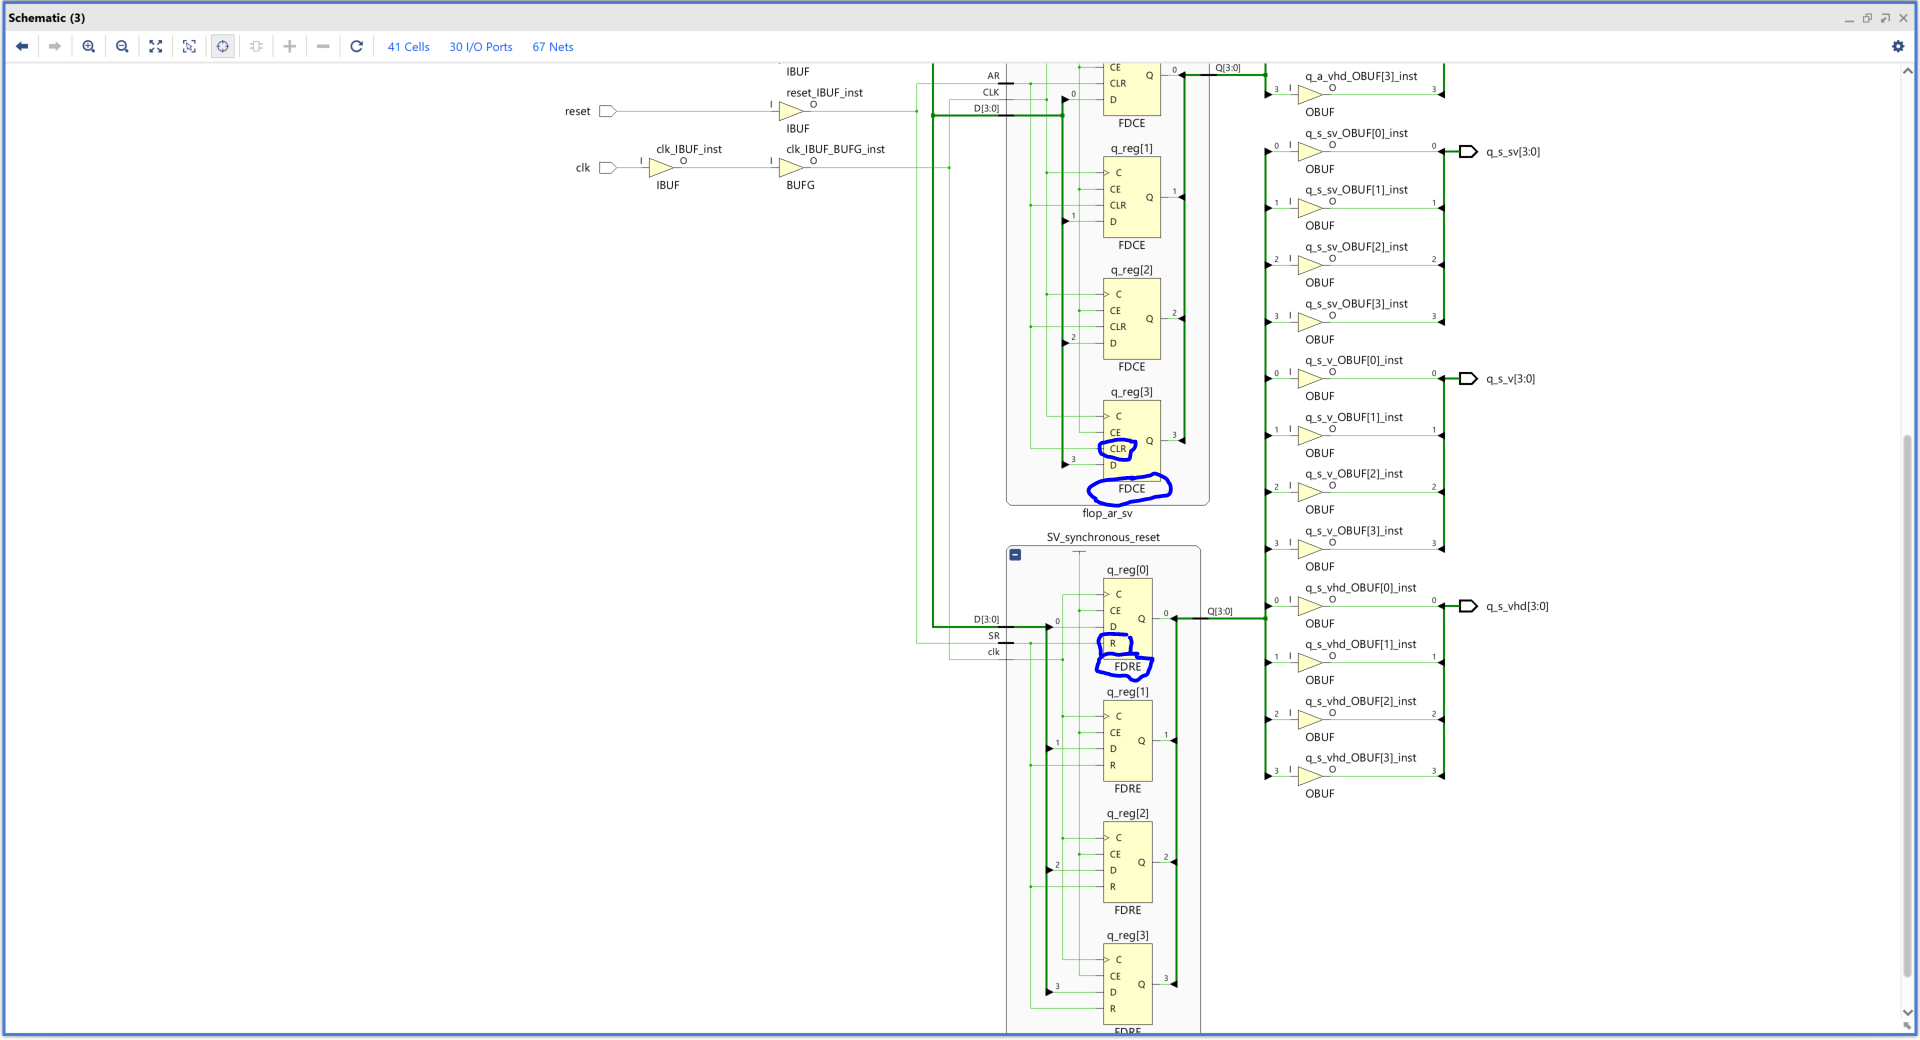 Schematic (3)
41 Cells 30 I/O Ports 67 Nets
IBUF
reset_IBUF_inst
reset
I
O
IBUF
clk_IBUF_inst
clk_IBUF_BUFG_inst
clk
I
O
I
O
IBUF
BUFG
AR
CLK
D[3:0]
0
CE
CLR
D
Q
0
Q[3:0]
FDCE
q_reg[1]
C
CE
CLR
D
Q
1
1
FDCE
q_reg[2]
C
CE
CLR
D
Q
2
2
FDCE
q_reg[3]
C
CE
CLR
D
Q
3
3
FDCE
flop_ar_sv
SV_synchronous_reset
q_reg[0]
C
CE
D
R
Q
0
0
D[3:0]
SR
clk
Q[3:0]
FDRE
q_reg[1]
C
CE
D
R
Q
1
1
FDRE
q_reg[2]
C
CE
D
R
Q
2
2
FDRE
q_reg[3]
C
CE
D
R
Q
3
3
FDRE
q_a_vhd_OBUF[3]_inst
3 I O 3
OBUF
q_s_sv_OBUF[0]_inst
0 I O 0 q_s_sv[3:0]
OBUF
q_s_sv_OBUF[1]_inst
1 I O 1
OBUF
q_s_sv_OBUF[2]_inst
2 I O 2
OBUF
q_s_sv_OBUF[3]_inst
3 I O 3
OBUF
q_s_v_OBUF[0]_inst
0 I O 0 q_s_v[3:0]
OBUF
q_s_v_OBUF[1]_inst
1 I O 1
OBUF
q_s_v_OBUF[2]_inst
2 I O 2
OBUF
q_s_v_OBUF[3]_inst
3 I O 3
OBUF
q_s_vhd_OBUF[0]_inst
0 I O 0 q_s_vhd[3:0]
OBUF
q_s_vhd_OBUF[1]_inst
1 I O 1
OBUF
q_s_vhd_OBUF[2]_inst
2 I O 2
OBUF
q_s_vhd_OBUF[3]_inst
3 I O 3
OBUF